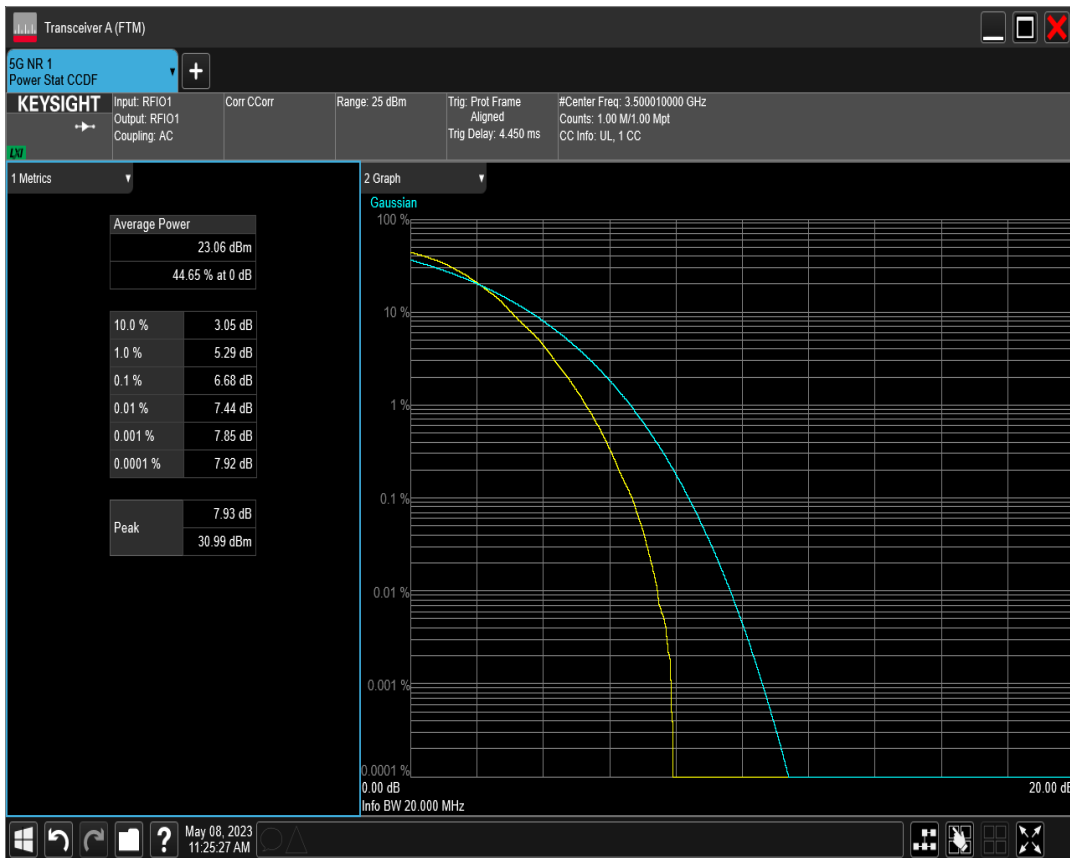 Transceiver A (FTM)
5G NR 1
Power Stat CCDF
+
KEYSIGHT
LXI
Input: RFIO1
Output: RFIO1
Coupling: AC
Corr CCorr
Range: 25 dBm
Trig: Prot Frame
Aligned
Trig Delay: 4.450 ms
#Center Freq: 3.500010000 GHz
Counts: 1.00 M/1.00 Mpt
CC Info: UL, 1 CC
1 Metrics
Average Power
23.06 dBm
44.65 % at 0 dB
10.0 % 3.05 dB
1.0 % 5.29 dB
0.1 % 6.68 dB
0.01 % 7.44 dB
0.001 % 7.85 dB
0.0001 % 7.92 dB
Peak 7.93 dB
30.99 dBm
2 Graph
Gaussian
100 %
10 %
1 %
0.1 %
0.01 %
0.001 %
0.0001 %
0.00 dB 20.00 dB
Info BW 20.000 MHz
?
May 08, 2023
11:25:27 AM